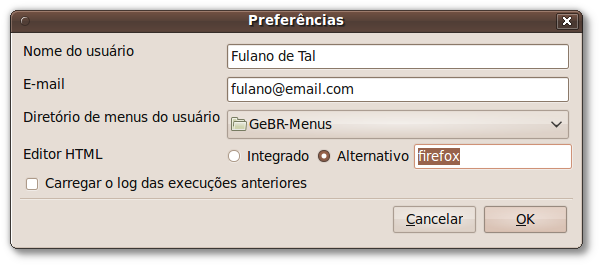 Preferências
Nome do usuário Fulano de Tal
E-mail fulano@email.com
Diretório de menus do usuário GeBR-Menus
Editor HTML Integrado Alternativo firefox
Carregar o log das execuções anteriores
Cancelar OK